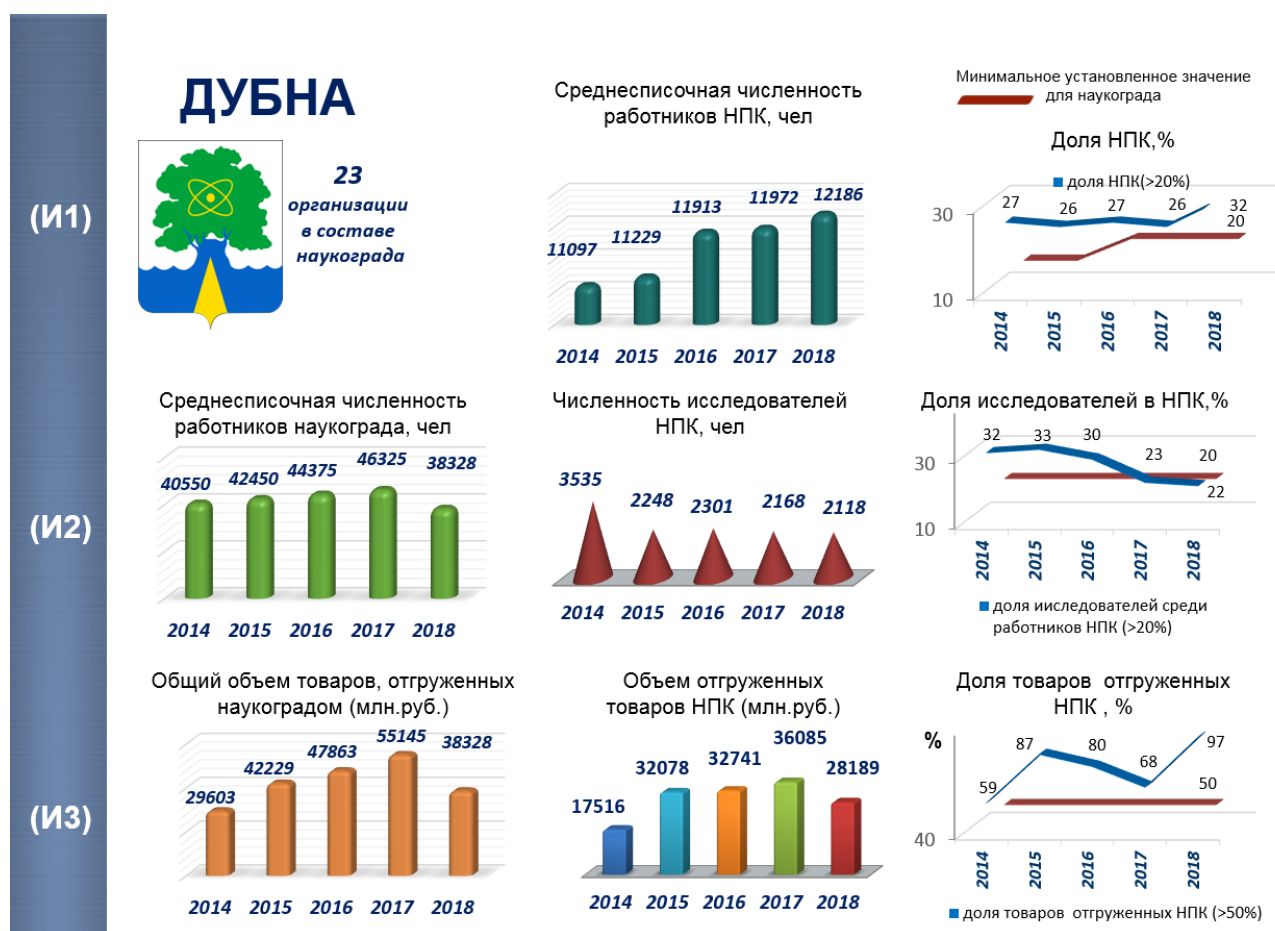 ДУБНА
23
организации
в составе
наукограда
(И1)
(И2)
(И3)
Среднесписочная численность
работников НПК, чел
11097
11229
11913
11972
12186
2014 2015 2016 2017 2018
Минимальное установленное значение
для наукограда
Доля НПК,%
доля НПК(>20%)
30
10
27
26
27
26
32
20
2014 2015 2016 2017 2018
Среднесписочная численность
работников наукограда, чел
40550
42450
44375
46325
38328
2014 2015 2016 2017 2018
Численность исследователей
НПК, чел
3535
2248
2301
2168
2118
2014 2015 2016 2017 2018
Доля исследователей в НПК,%
30
10
32
33
30
23
20
22
2014 2015 2016 2017 2018
доля ииследователей среди
работников НПК (>20%)
Общий объем товаров, отгруженных
наукоградом (млн.руб.)
29603
42229
47863
55145
38328
2014 2015 2016 2017 2018
Объем отгруженных
товаров НПК (млн.руб.)
17516
32078
32741
36085
28189
2014 2015 2016 2017 2018
Доля товаров отгруженных
НПК , %
%
40
59
87
80
68
97
50
2014 2015 2016 2017 2018
доля товаров отгруженных НПК (>50%)